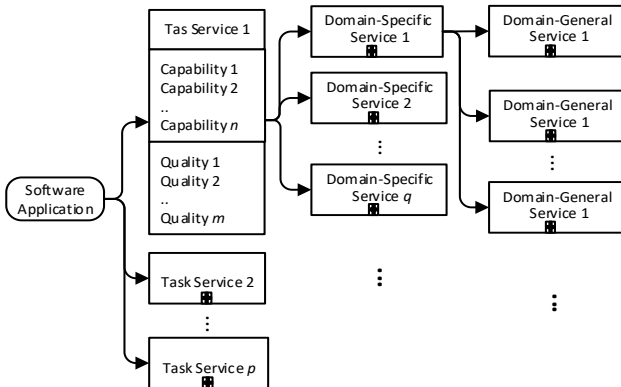 Software
Application
Tas Service 1
Capability 1
Capability 2
..
Capability n
Quality 1
Quality 2
..
Quality m
Task Service 2
...
Task Service p
Domain-Specific
Service 1
Domain-Specific
Service 2
...
Domain-Specific
Service q
...
Domain-General
Service 1
Domain-General
Service 1
...
Domain-General
Service 1
...